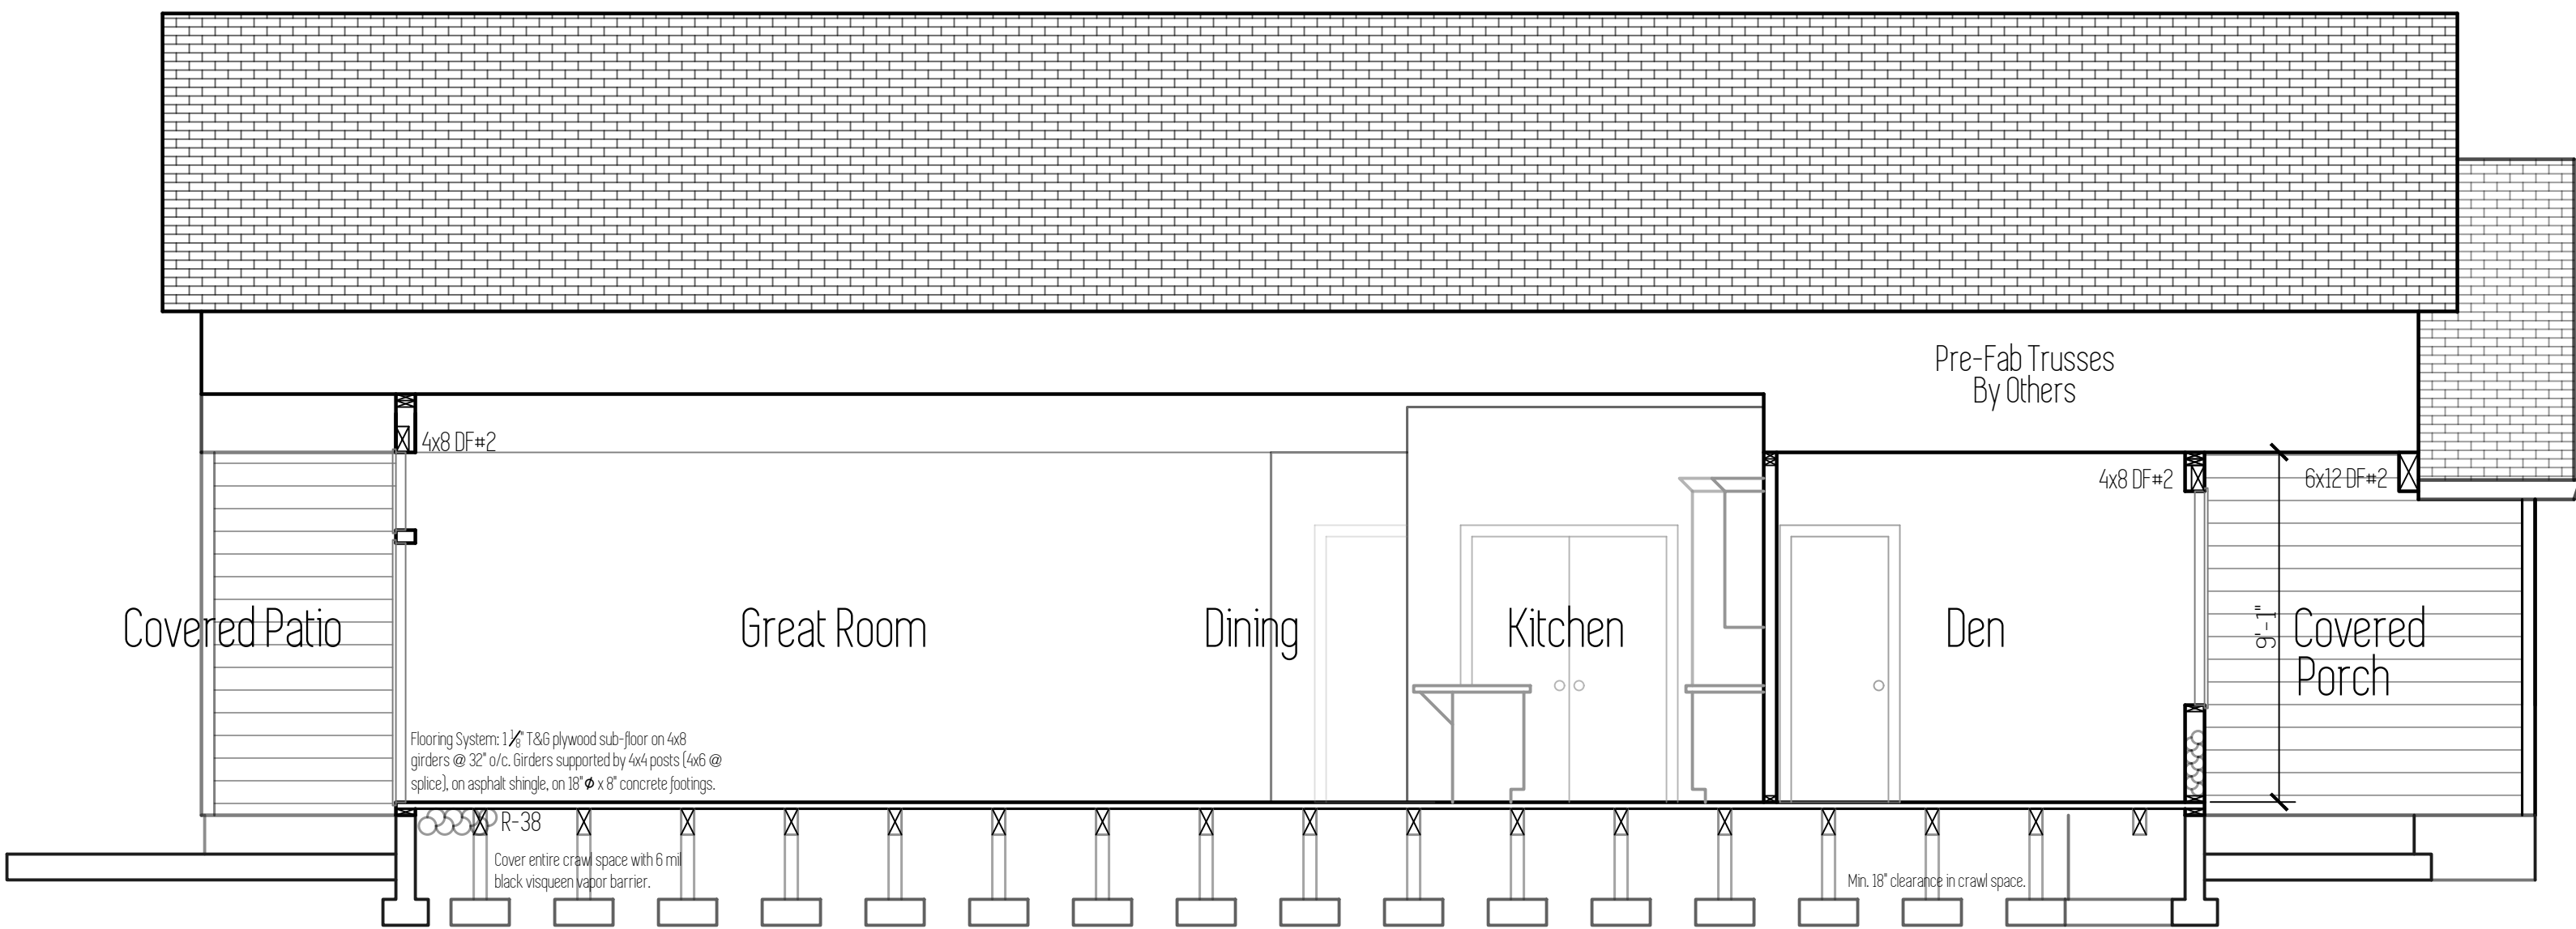 Pre-Fab Trusses
By Others
4x8 DF#2
4x8 DF#2
6x12 DF#2
Covered Patio
Great Room
Dining
Kitchen
Den
9'-1"
Covered
Porch
Flooring System: 1 1/8" T&G plywood sub-floor on 4x8
girders @ 32" o/c. Girders supported by 4x4 posts (4x6 @
splice), on asphalt shingle, on 18"Φ x 8" concrete footings.
R-38
Cover entire crawl space with 6 mil
black visqueen vapor barrier.
Min. 18" clearance in crawl space.